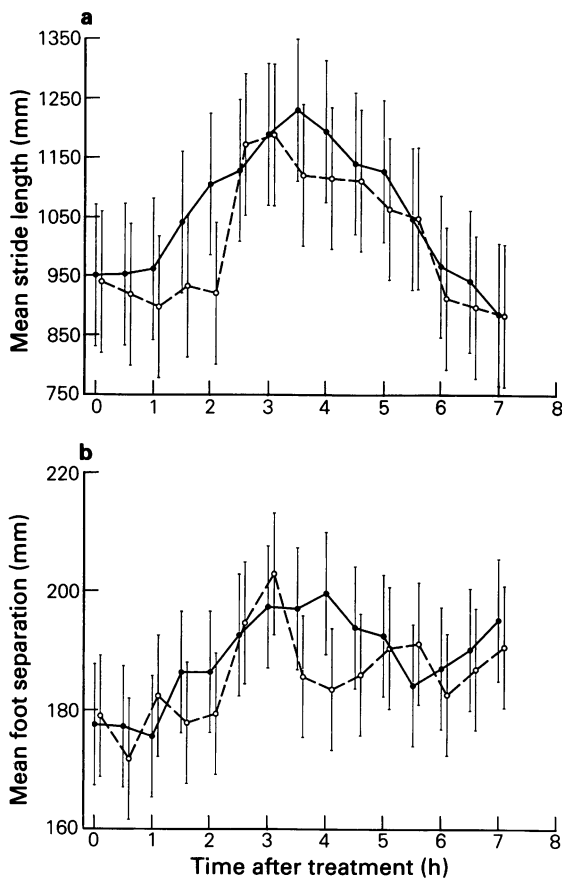 a
1350
1250
1150
1050
950
850
750
Mean stride length (mm)
0 1 2 3 4 5 6 7 8
b
220
200
180
160
Mean foot separation (mm)
0 1 2 3 4 5 6 7 8
Time after treatment (h)